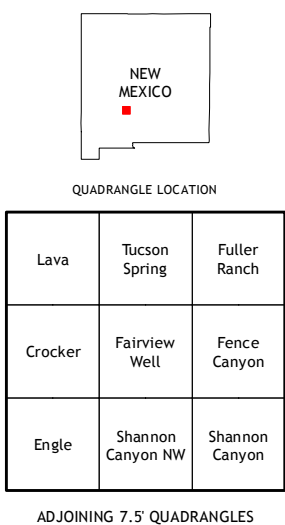 NEW
MEXICO
QUADRANGLE LOCATION
Lava
Tucson
Spring
Fuller
Ranch
Crocker
Fairview
Well
Fence
Canyon
Engle
Shannon
Canyon NW
Shannon
Canyon
ADJOINING 7.5' QUADRANGLES